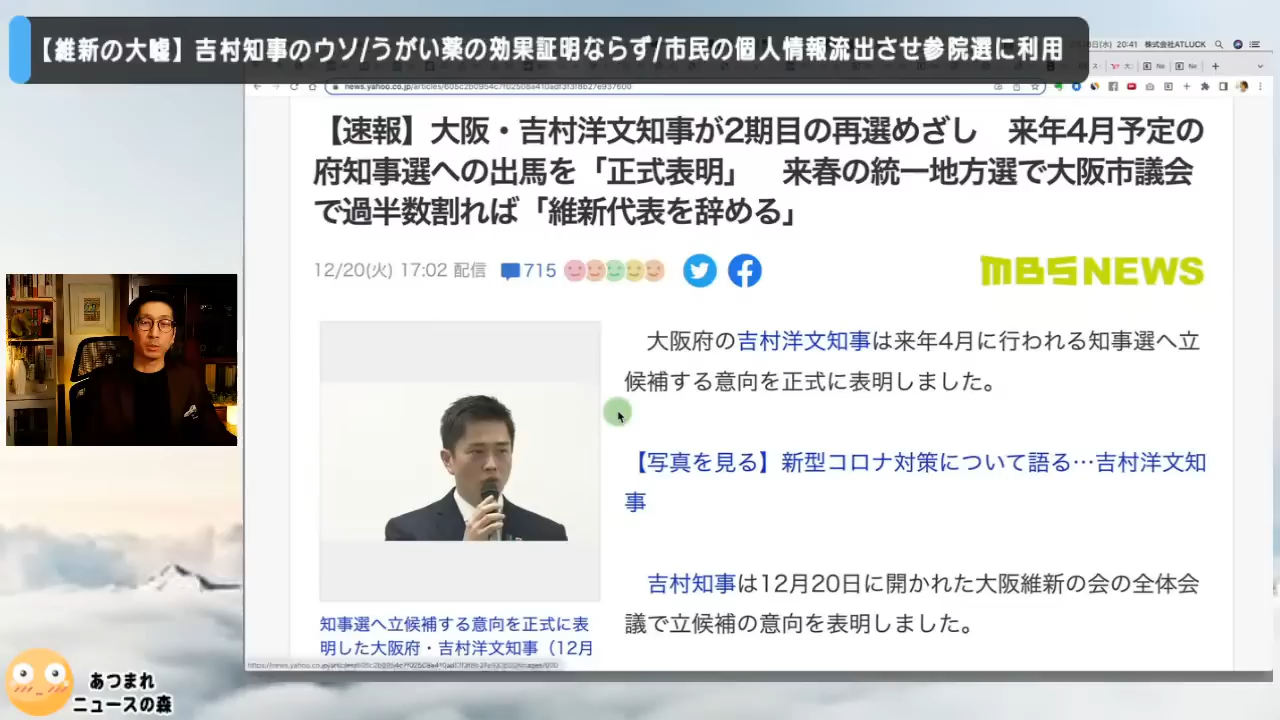 【維新の大嘘】吉村知事のウソ/うがい薬の効果証明ならず/市民の個人情報流出させ参院選に利用
20:41 株式会社ATLUCK
【速報】大阪・吉村洋文知事が2期目の再選めざし　来年4月予定の
府知事選への出馬を「正式表明」　来春の統一地方選で大阪市議会
で過半数割れば「維新代表を辞める」
12/20(火) 17:02 配信 715
MBS NEWS
大阪府の吉村洋文知事は来年4月に行われる知事選へ立
候補する意向を正式に表明しました。
【写真を見る】新型コロナ対策について語る…吉村洋文知
事
吉村知事は12月20日に開かれた大阪維新の会の全体会
議で立候補の意向を表明しました。
知事選へ立候補する意向を正式に表
明した大阪府・吉村洋文知事（12月
あつまれ
ニュースの森